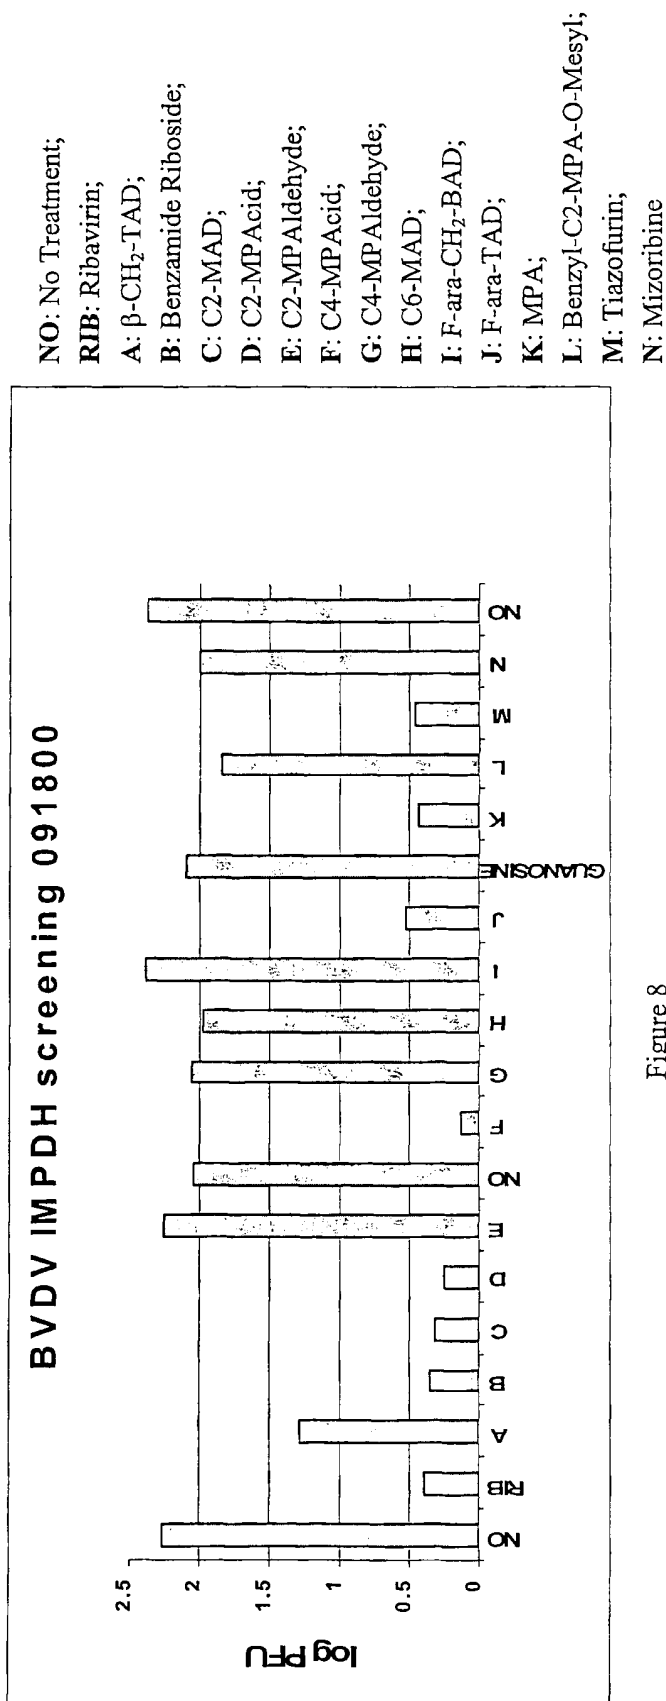 BVDV IMPDH screening 091800
log PFU
2.5
2
1.5
1
0.5
0
NO
RIB
A
B
C
D
E
NO
F
G
H
I
J
GUANOSINE
K
L
M
N
NO
NO: No Treatment;
RIB: Ribavirin;
A: β-CH₂-TAD;
B: Benzamide Riboside;
C: C2-MAD;
D: C2-MPAcid;
E: C2-MPAldehyde;
F: C4-MPAcid;
G: C4-MPAldehyde;
H: C6-MAD;
I: F-ara-CH₂-BAD;
J: F-ara-TAD;
K: MPA;
L: Benzyl-C2-MPA-O-Mesyl;
M: Tiazofurin;
N: Mizoribine
Figure 8